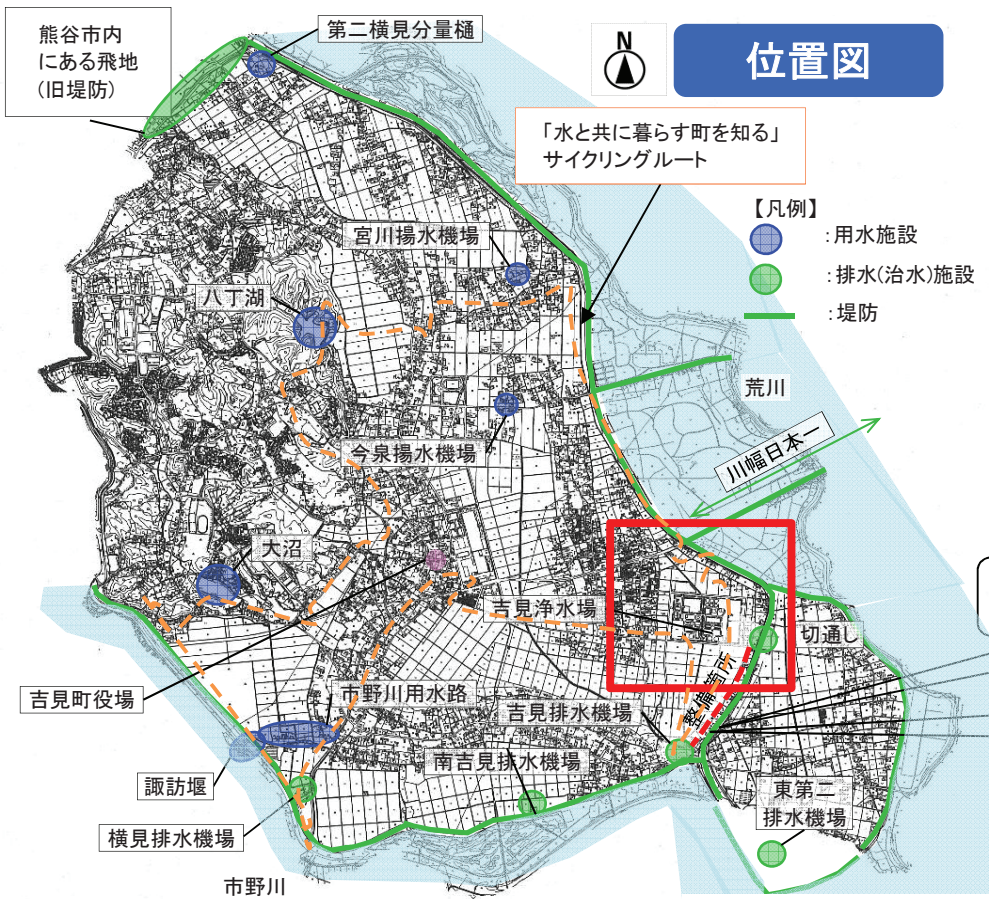 熊谷市内
にある飛地
(旧堤防)
第二横見分量樋
N
位置図
「水と共に暮らす町を知る」
サイクリングルート
【凡例】
:用水施設
:排水(治水)施設
:堤防
宮川揚水機場
八丁湖
荒川
川幅日本一
今泉揚水機場
大沼
吉見浄水場
切通し
整備箇所
吉見町役場
市野川用水路
吉見排水機場
南吉見排水機場
諏訪堰
東第二
排水機場
横見排水機場
市野川